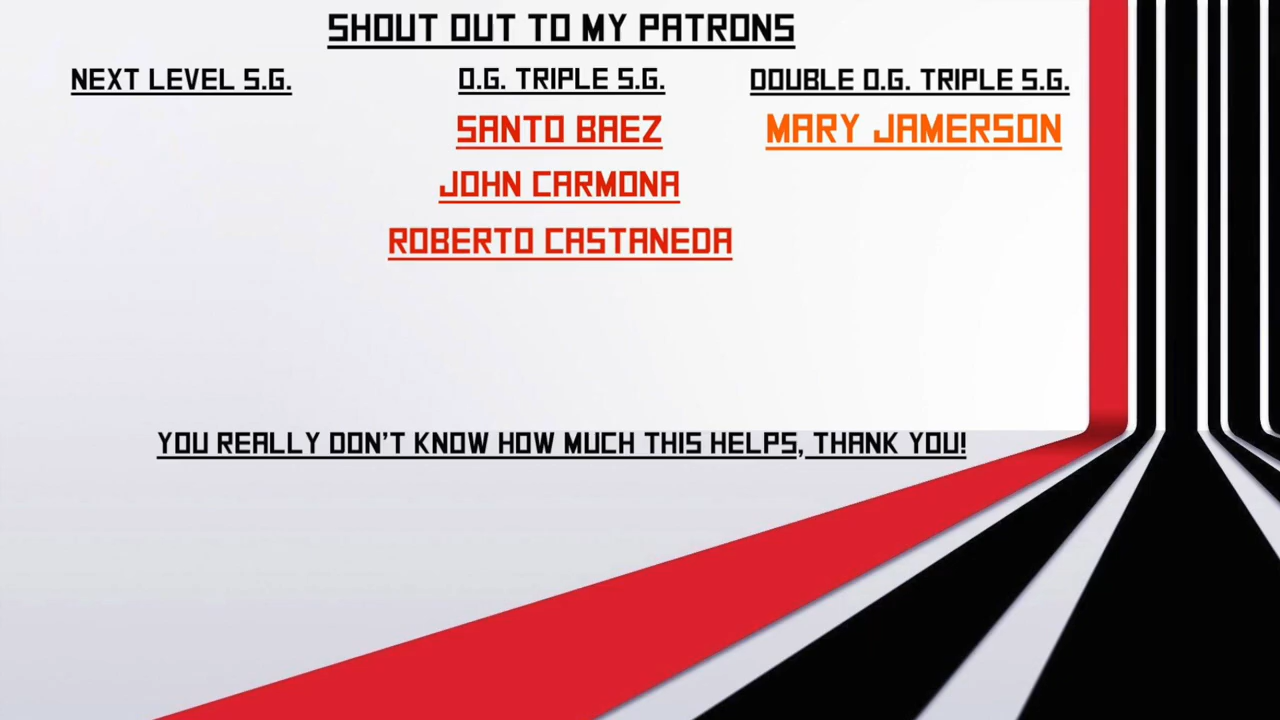 SHOUT OUT TO MY PATRONS
NEXT LEVEL S.G. O.G. TRIPLE S.G. DOUBLE O.G. TRIPLE S.G.
SANTO BAEZ MARY JAMERSON
JOHN CARMONA
ROBERTO CASTANEDA
YOU REALLY DON'T KNOW HOW MUCH THIS HELPS, THANK YOU!